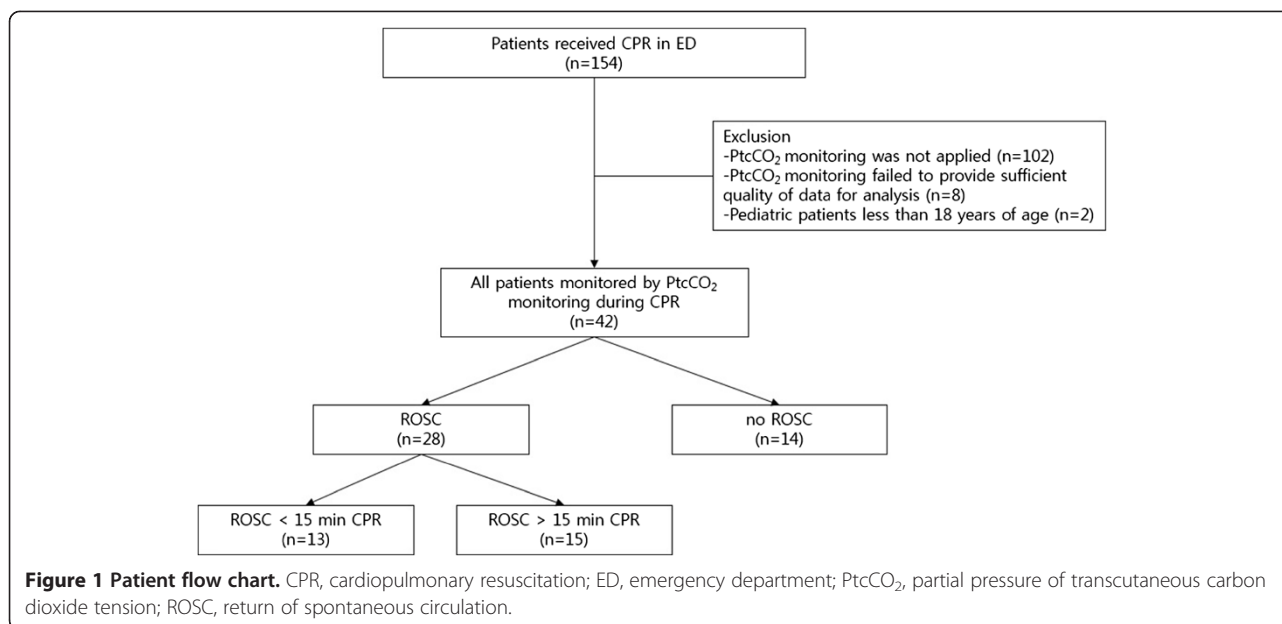 Patients received CPR in ED
(n=154)
Exclusion
-PtcCO₂ monitoring was not applied (n=102)
-PtcCO₂ monitoring failed to provide sufficient
quality of data for analysis (n=8)
-Pediatric patients less than 18 years of age (n=2)
All patients monitored by PtcCO₂
monitoring during CPR
(n=42)
ROSC
(n=28)
no ROSC
(n=14)
ROSC < 15 min CPR
(n=13)
ROSC > 15 min CPR
(n=15)
Figure 1 Patient flow chart. CPR, cardiopulmonary resuscitation; ED, emergency department; PtcCO₂, partial pressure of transcutaneous carbon
dioxide tension; ROSC, return of spontaneous circulation.